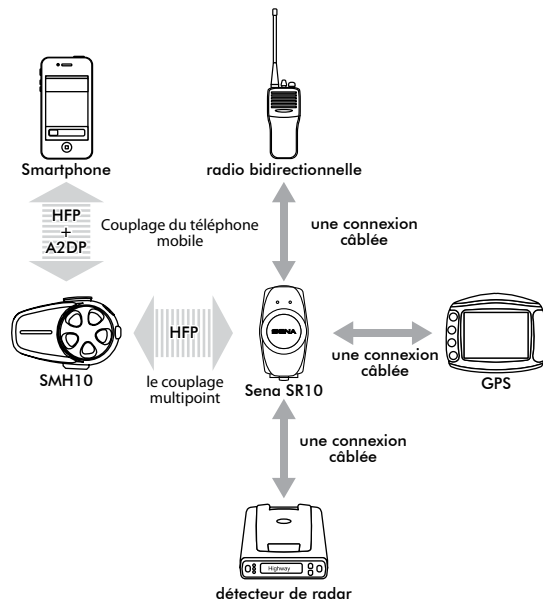 Smartphone
radio bidirectionnelle
HFP
+
A2DP
Couplage du téléphone
mobile
une connexion
câblée
SENA
HFP
SMH10
le couplage
multipoint
Sena SR10
une connexion
câblée
GPS
une connexion
câblée
Highway
détecteur de radar